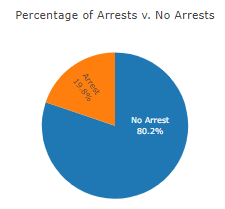 Percentage of Arrests v. No Arrests
Arrest
19.8%
No Arrest
80.2%